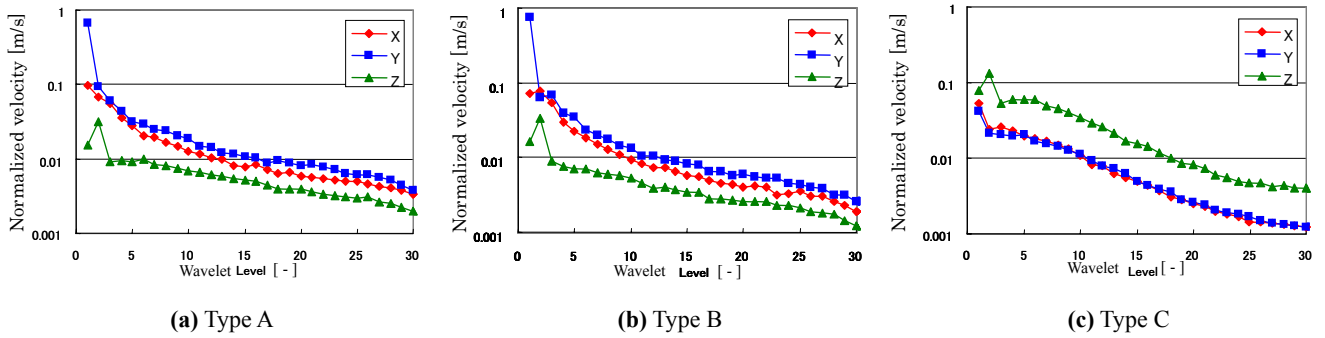 Normalized velocity [m/s]
1
0.1
0.01
0.001
0
5
10
15
20
25
30
Wavelet Level [ - ]
X
Y
Z
(a) Type A
Normalized velocity [m/s]
1
0.1
0.01
0.001
0
5
10
15
20
25
30
Wavelet Level [ - ]
X
Y
Z
(b) Type B
Normalized velocity [m/s]
1
0.1
0.01
0.001
0
5
10
15
20
25
30
Wavelet Level [ - ]
X
Y
Z
(c) Type C